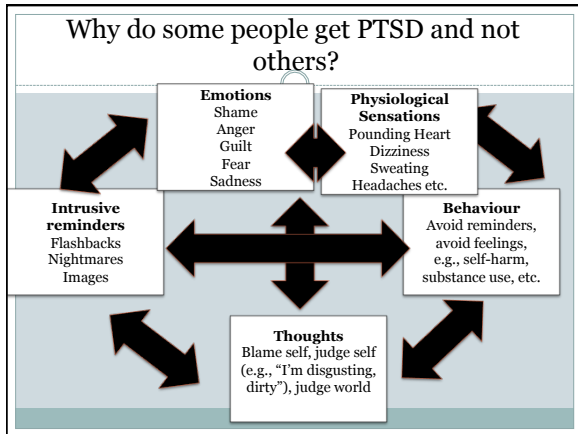 Why do some people get PTSD and not
others?
Emotions
Shame
Anger
Guilt
Fear
Sadness
Physiological
Sensations
Pounding Heart
Dizziness
Sweating
Headaches etc.
Intrusive
reminders
Flashbacks
Nightmares
Images
Behaviour
Avoid reminders,
avoid feelings,
e.g., self-harm,
substance use, etc.
Thoughts
Blame self, judge self
(e.g., “I’m disgusting,
dirty”), judge world